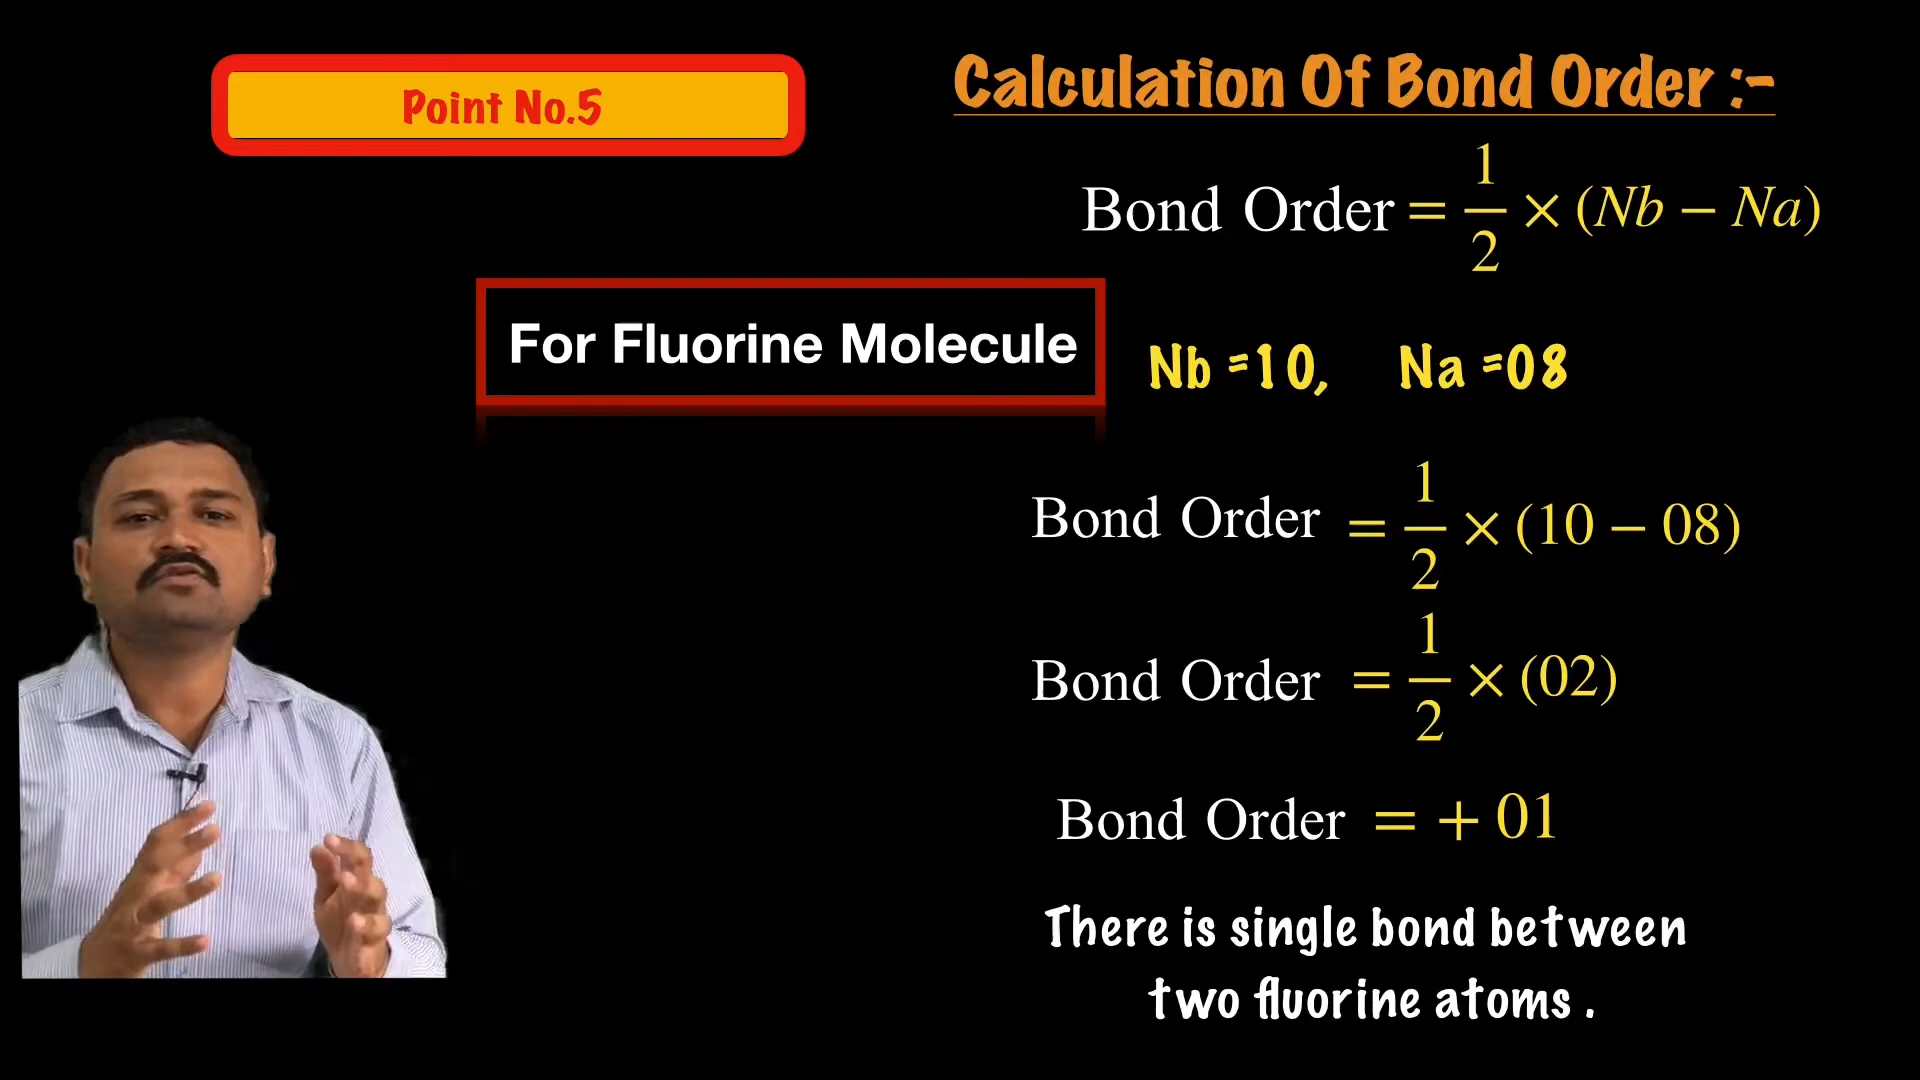 Point No.5
Calculation Of Bond Order :-
Bond Order = 1/2 × (Nb − Na)
For Fluorine Molecule
Nb =10, Na =08
Bond Order = 1/2 × (10 − 08)
Bond Order = 1/2 × (02)
Bond Order = + 01
There is single bond between
two fluorine atoms .